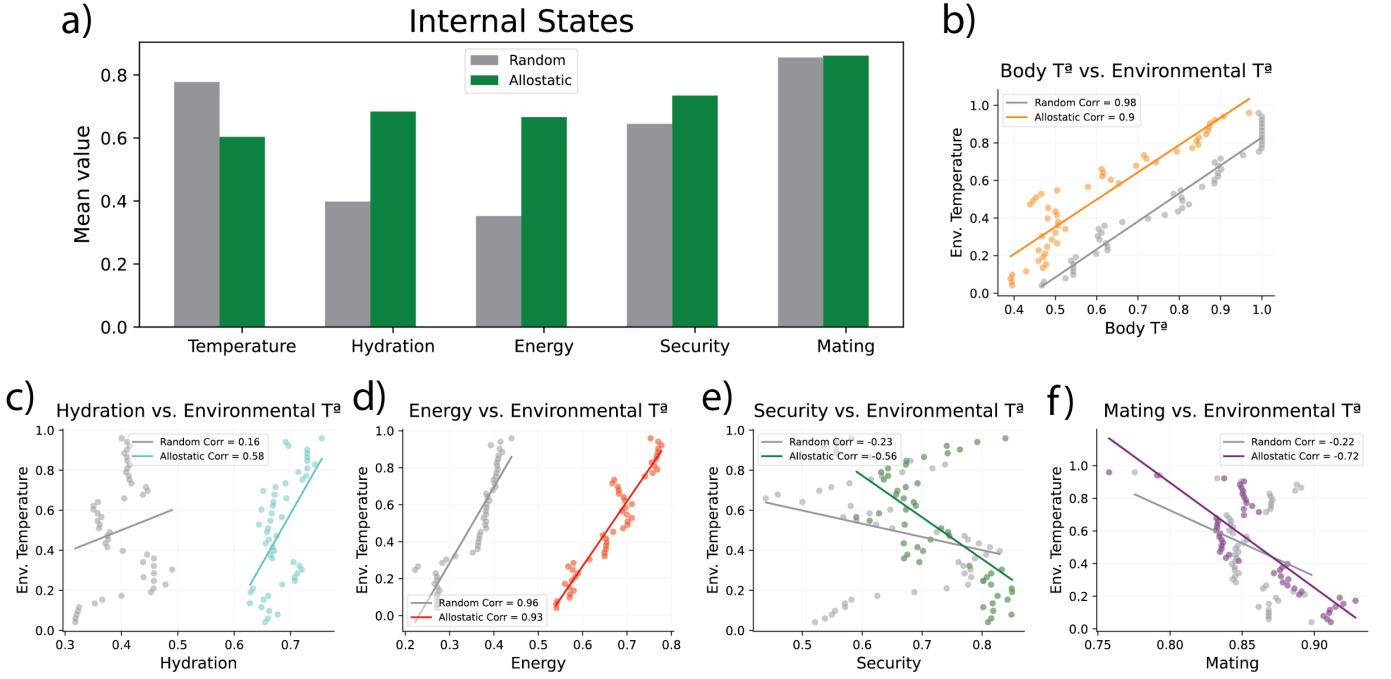 a)
Internal States
Random
Allostatic
Mean value
0.8
0.6
0.4
0.2
0.0
Temperature
Hydration
Energy
Security
Mating
b)
Body Tª vs. Environmental Tª
Random Corr = 0.98
Allostatic Corr = 0.9
Env. Temperature
1.0
0.8
0.6
0.4
0.2
0.0
0.4 0.5 0.6 0.7 0.8 0.9 1.0
Body Tª
c)
Hydration vs. Environmental Tª
Random Corr = 0.16
Allostatic Corr = 0.58
Env. Temperature
1.0
0.8
0.6
0.4
0.2
0.0
0.3 0.4 0.5 0.6 0.7
Hydration
d)
Energy vs. Environmental Tª
Env. Temperature
1.0
0.8
0.6
0.4
0.2
0.0
Random Corr = 0.96
Allostatic Corr = 0.93
0.2 0.3 0.4 0.5 0.6 0.7 0.8
Energy
e)
Security vs. Environmental Tª
Random Corr = -0.23
Allostatic Corr = -0.56
Env. Temperature
1.0
0.8
0.6
0.4
0.2
0.0
0.5 0.6 0.7 0.8
Security
f)
Mating vs. Environmental Tª
Random Corr = -0.22
Allostatic Corr = -0.72
Env. Temperature
1.0
0.8
0.6
0.4
0.2
0.0
0.75 0.80 0.85 0.90
Mating